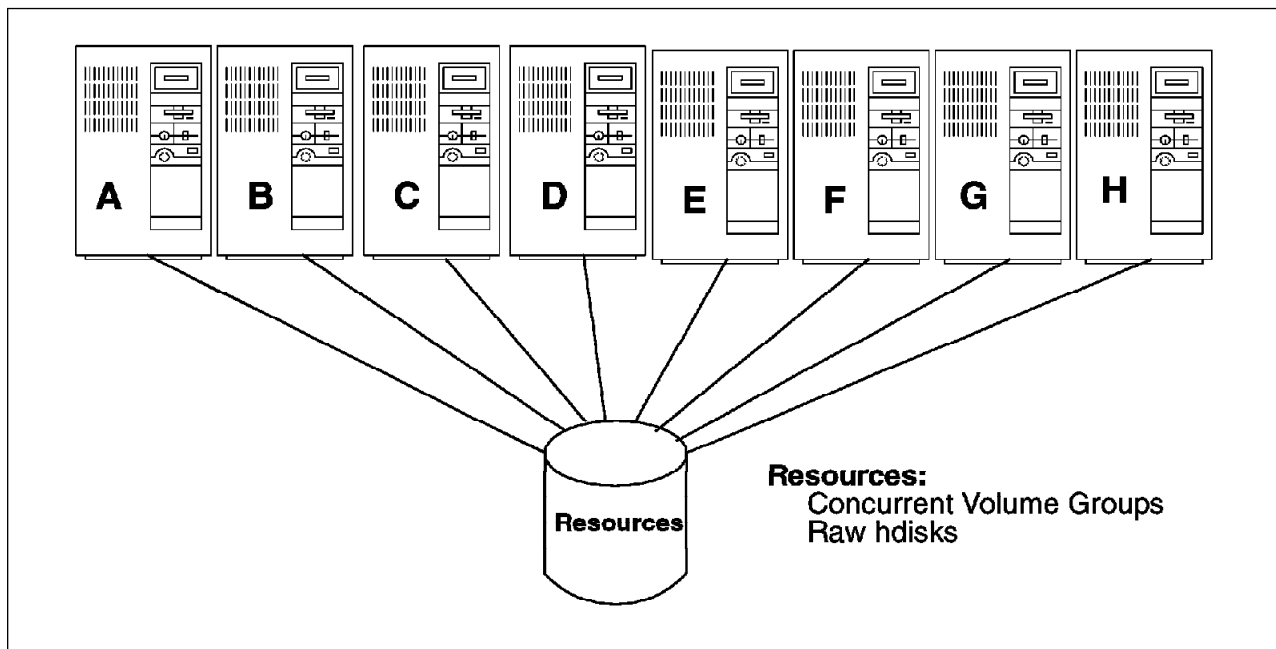 A B C D E F G H
Resources
Resources:
Concurrent Volume Groups
Raw hdisks